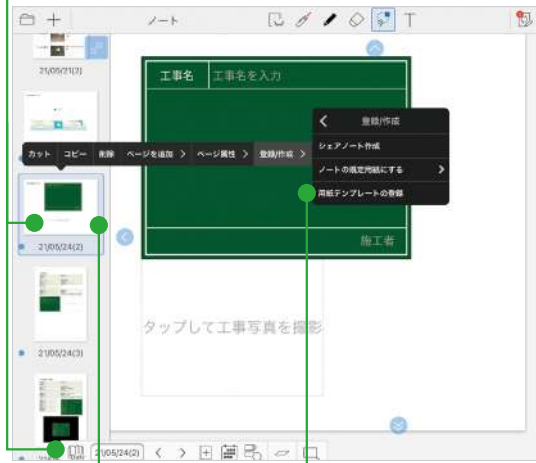 ノート
T
21/05/21(2)
工事名
工事名を入力
登録/作成
シェアノート作成
ノートの規定用紙にする
用紙テンプレートの登録
カット
コピー
削除
ページを追加
ページ属性
登録/作成
21/05/24(2)
施工者
タップして工事写真を撮影
21/05/24(3)
21/05/24(2)